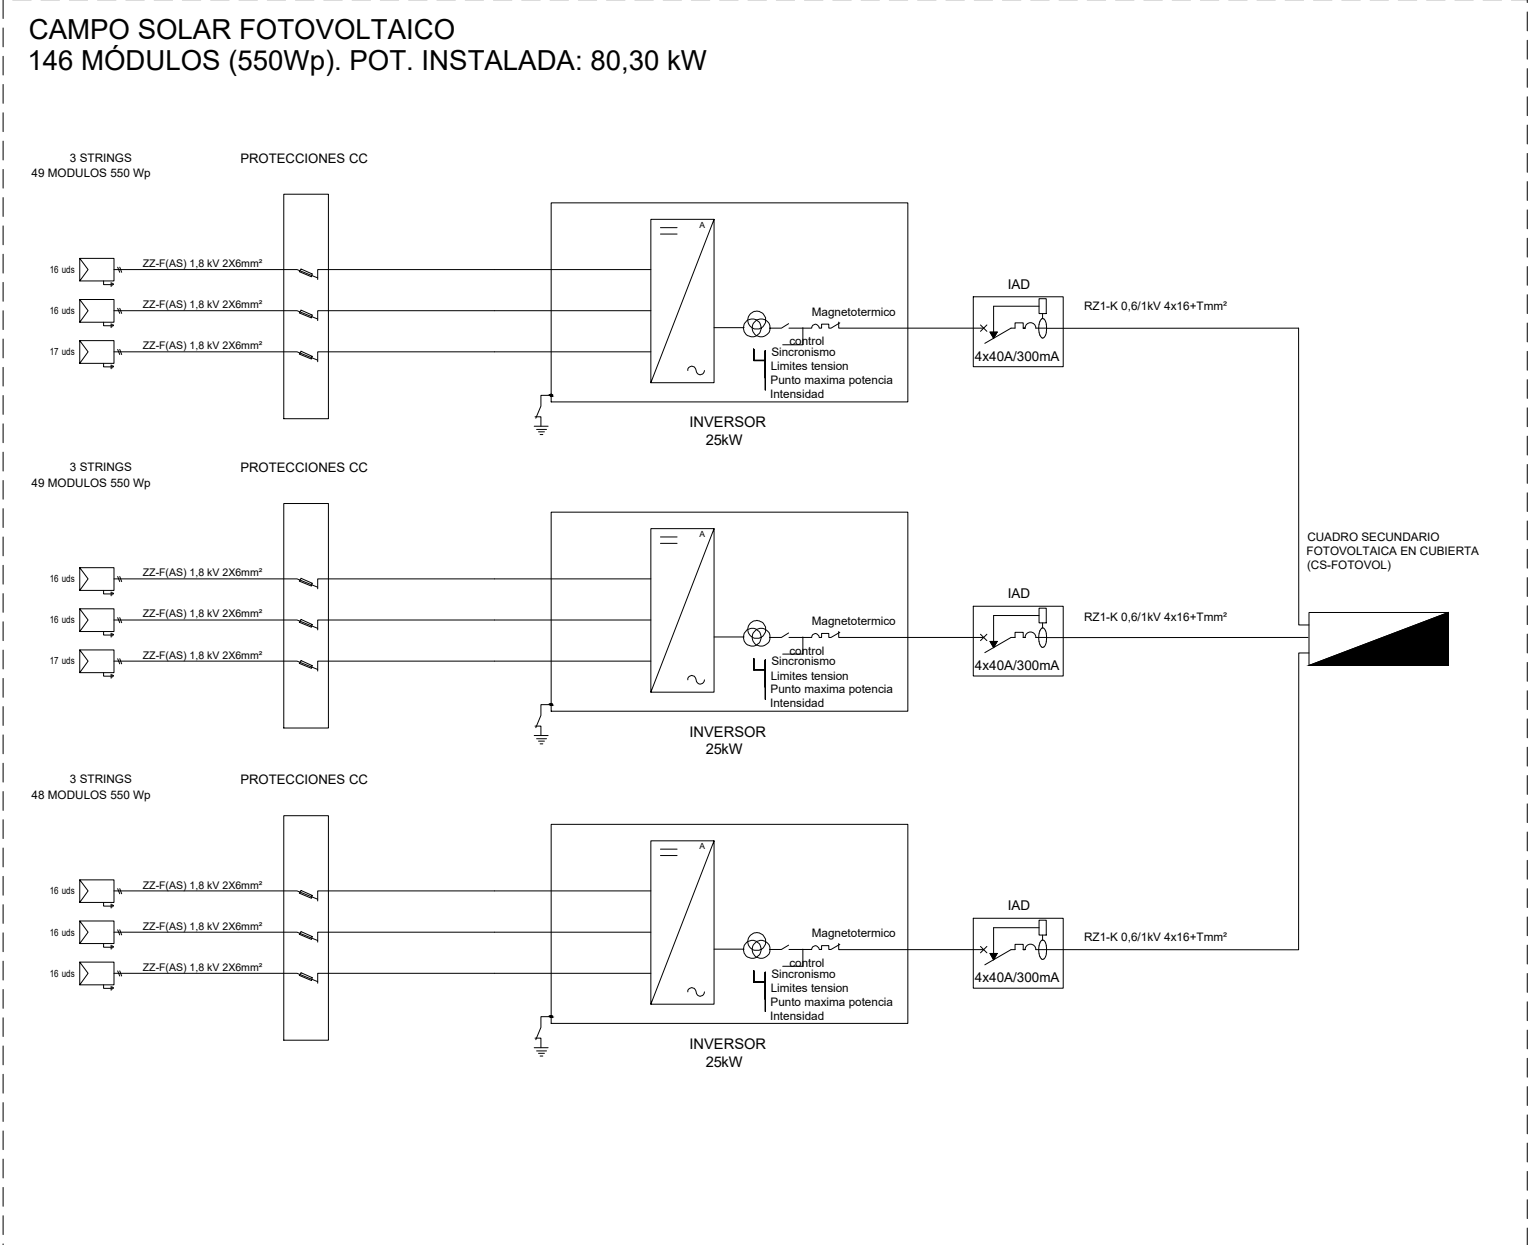 CAMPO SOLAR FOTOVOLTAICO
146 MÓDULOS (550Wp). POT. INSTALADA: 80,30 kW
3 STRINGS
49 MODULOS 550 Wp
PROTECCIONES CC
16 uds
ZZ-F(AS) 1,8 kV 2X6mm²
16 uds
ZZ-F(AS) 1,8 kV 2X6mm²
17 uds
ZZ-F(AS) 1,8 kV 2X6mm²
A
Magnetotermico
control
Sincronismo
Limites tension
Punto maxima potencia
Intensidad
INVERSOR
25kW
IAD
4x40A/300mA
RZ1-K 0,6/1kV 4x16+Tmm²
3 STRINGS
49 MODULOS 550 Wp
PROTECCIONES CC
16 uds
ZZ-F(AS) 1,8 kV 2X6mm²
16 uds
ZZ-F(AS) 1,8 kV 2X6mm²
17 uds
ZZ-F(AS) 1,8 kV 2X6mm²
A
Magnetotermico
control
Sincronismo
Limites tension
Punto maxima potencia
Intensidad
INVERSOR
25kW
IAD
4x40A/300mA
RZ1-K 0,6/1kV 4x16+Tmm²
CUADRO SECUNDARIO
FOTOVOLTAICA EN CUBIERTA
(CS-FOTOVOL)
3 STRINGS
48 MODULOS 550 Wp
PROTECCIONES CC
16 uds
ZZ-F(AS) 1,8 kV 2X6mm²
16 uds
ZZ-F(AS) 1,8 kV 2X6mm²
16 uds
ZZ-F(AS) 1,8 kV 2X6mm²
A
Magnetotermico
control
Sincronismo
Limites tension
Punto maxima potencia
Intensidad
INVERSOR
25kW
IAD
4x40A/300mA
RZ1-K 0,6/1kV 4x16+Tmm²